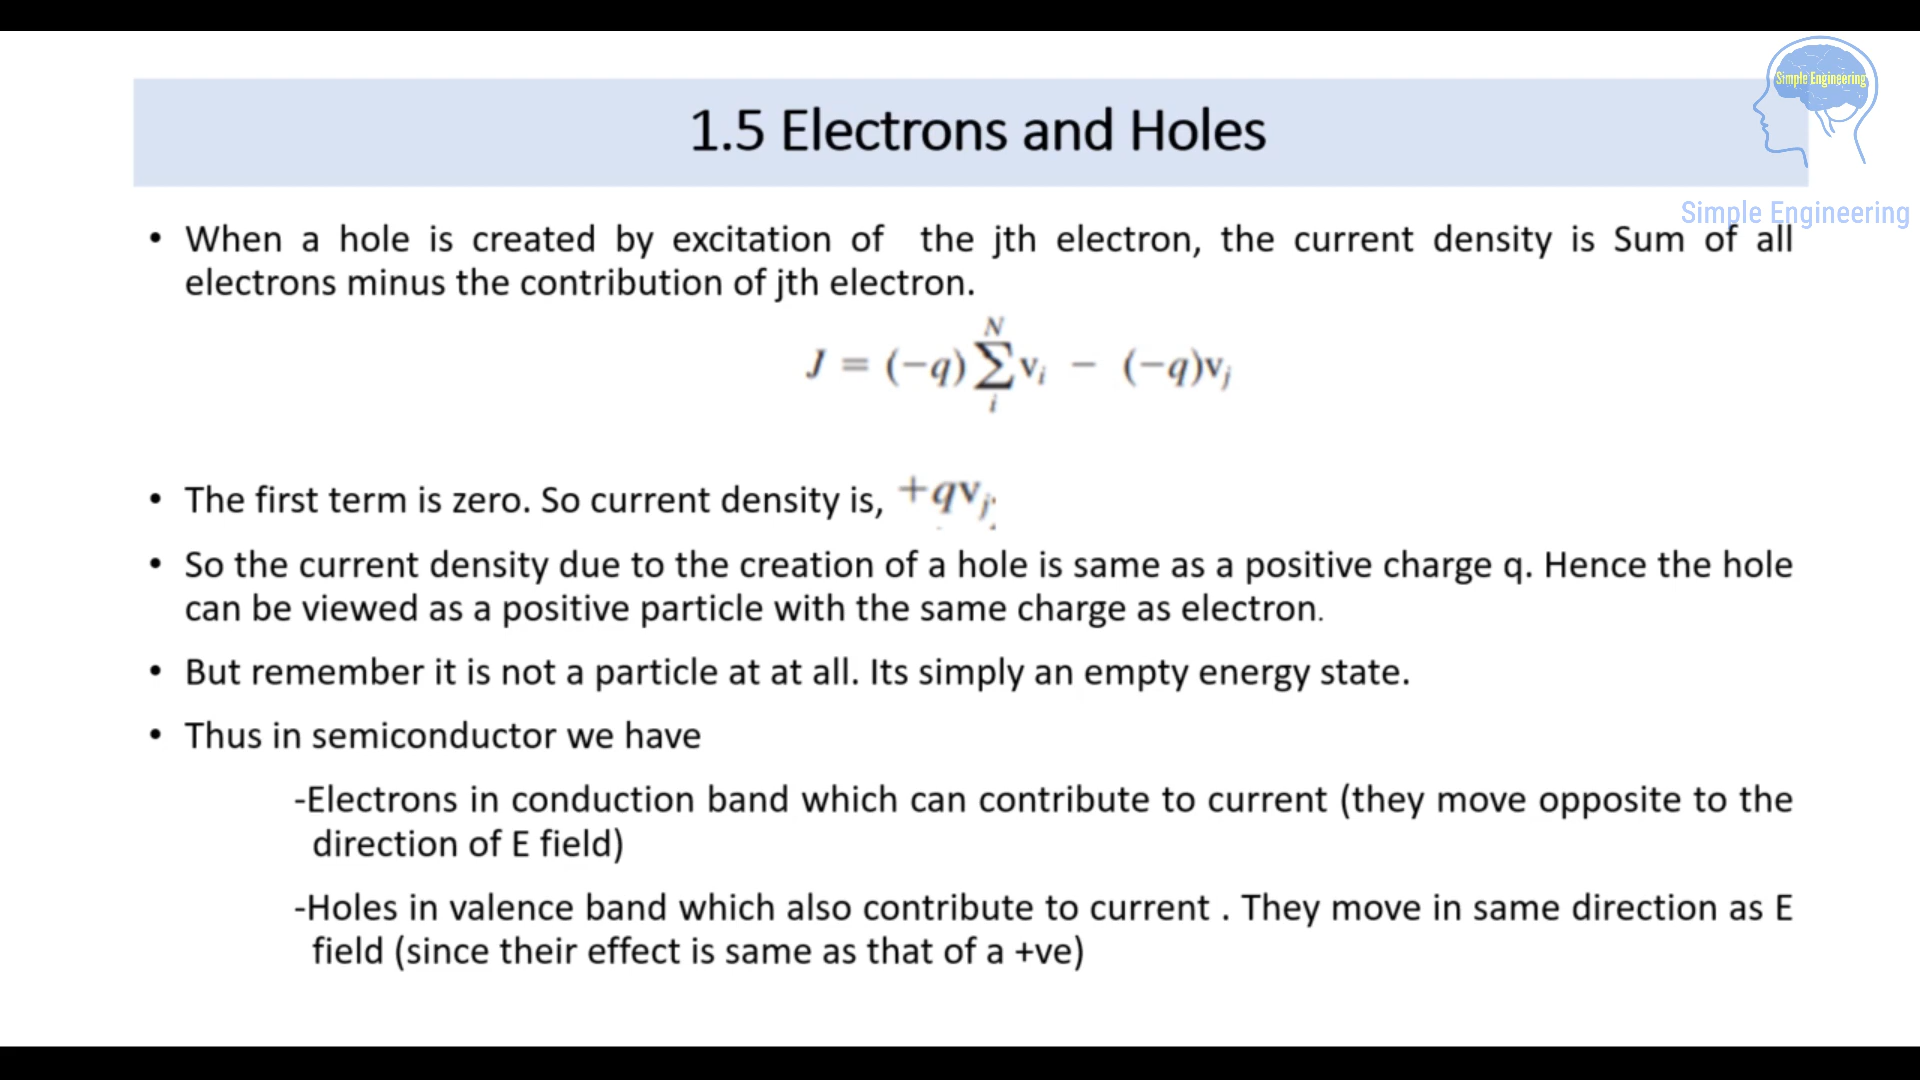 Simple Engineering
1.5 Electrons and Holes
Simple Engineering
• When a hole is created by excitation of the jth electron, the current density is Sum of all
electrons minus the contribution of jth electron.
J = (−q) ∑_i^N v_i − (−q)v_j
• The first term is zero. So current density is, +qv_j.
• So the current density due to the creation of a hole is same as a positive charge q. Hence the hole
can be viewed as a positive particle with the same charge as electron.
• But remember it is not a particle at at all. Its simply an empty energy state.
• Thus in semiconductor we have
-Electrons in conduction band which can contribute to current (they move opposite to the
direction of E field)
-Holes in valence band which also contribute to current . They move in same direction as E
field (since their effect is same as that of a +ve)